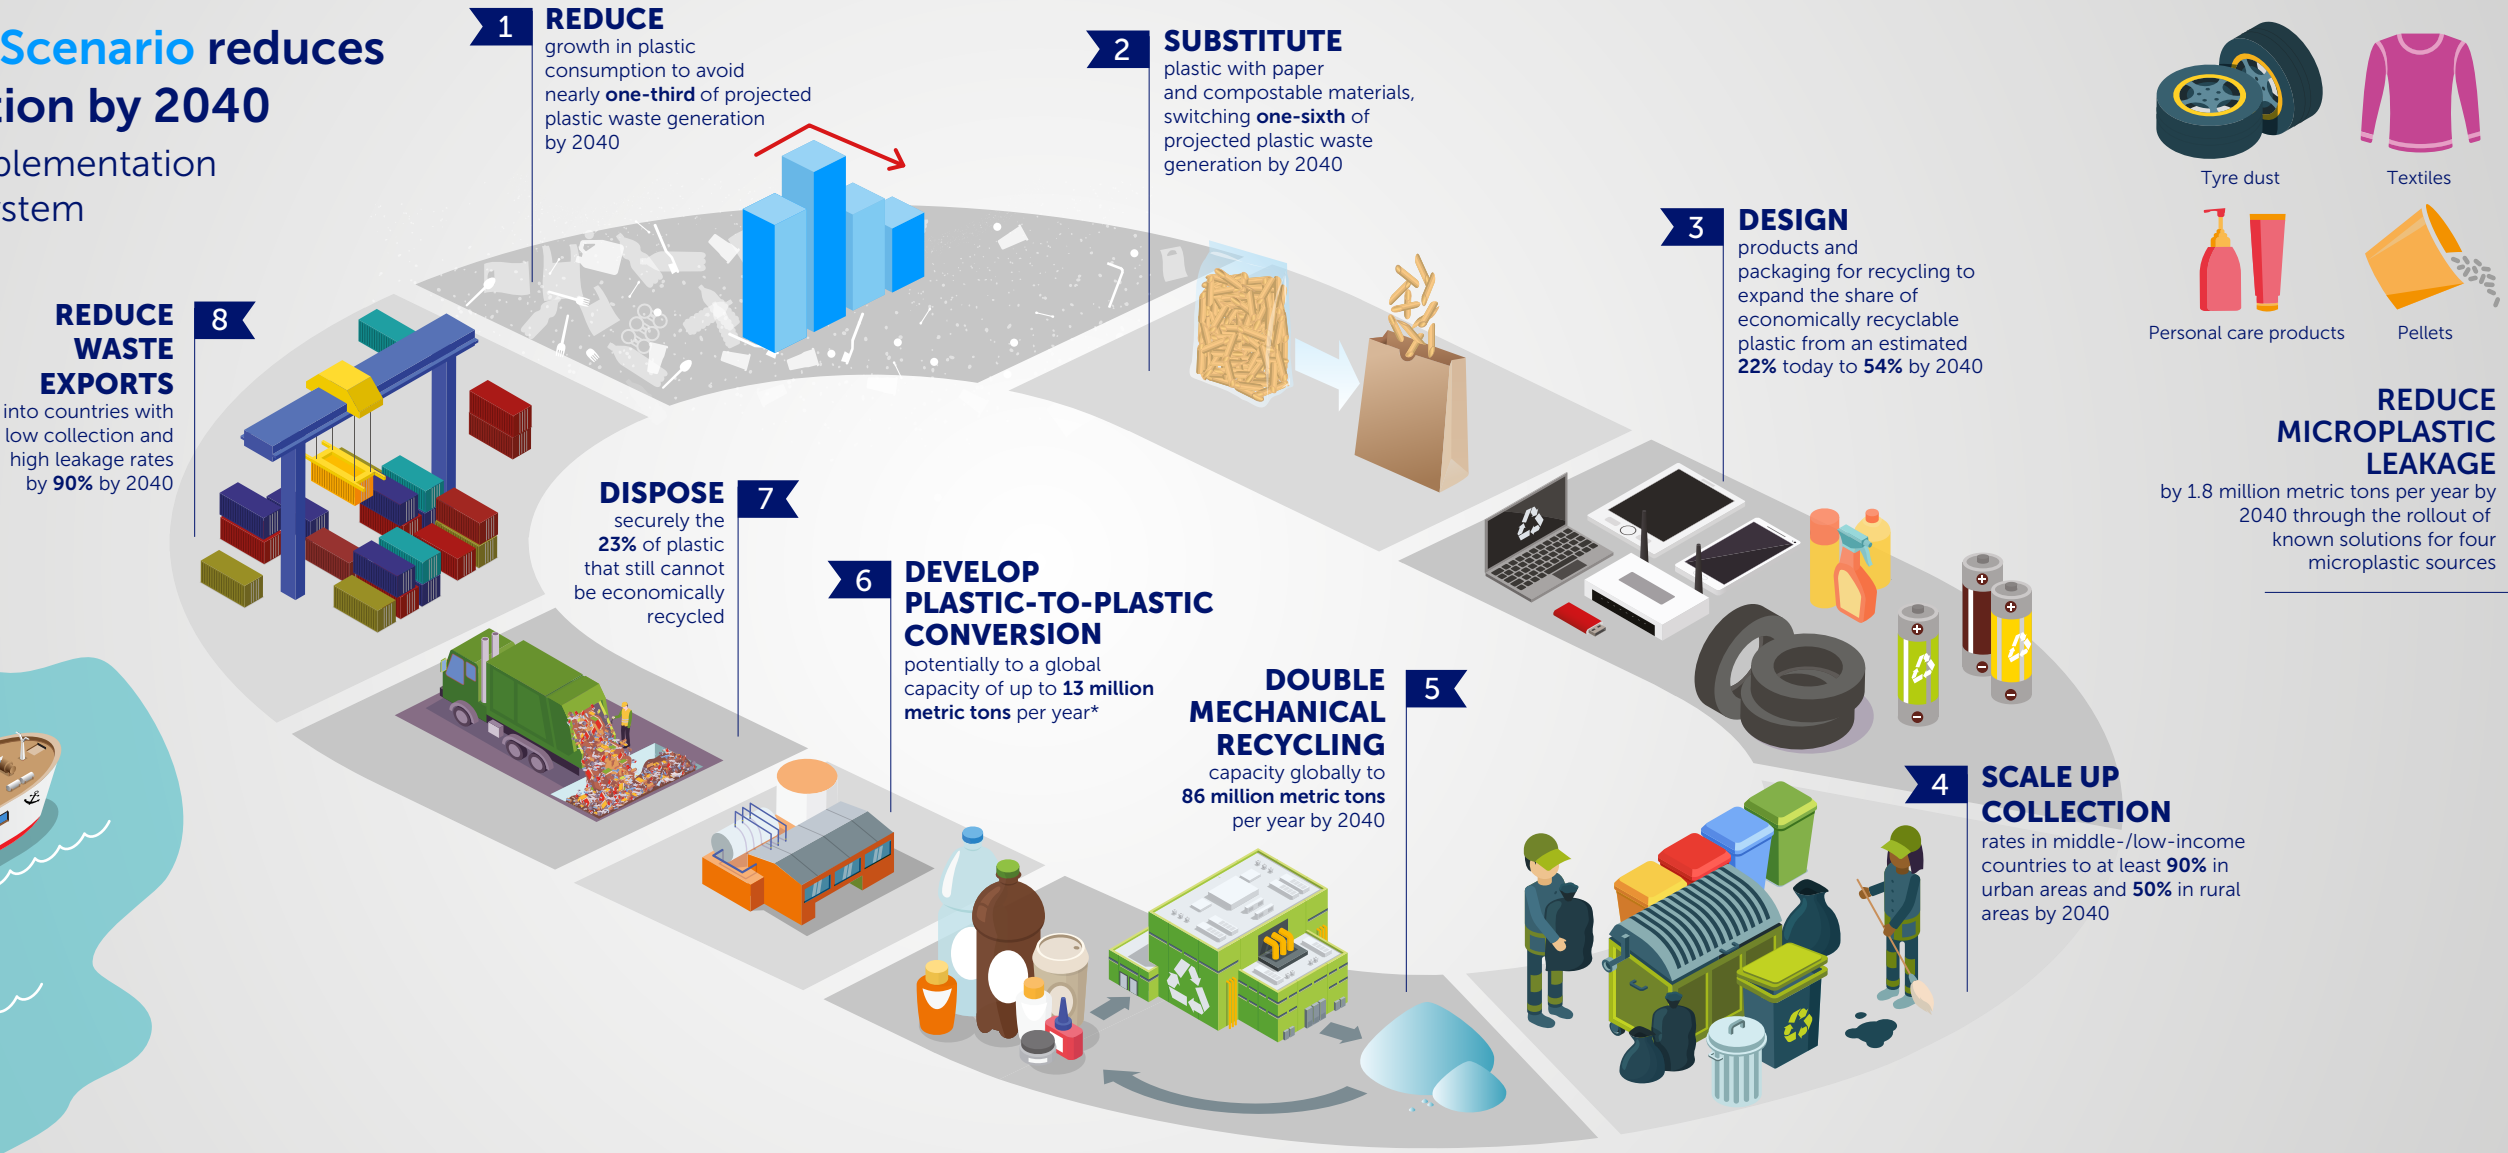 Scenario reduces
tion by 2040
plementation
stem
1
REDUCE
growth in plastic
consumption to avoid
nearly one-third of projected
plastic waste generation
by 2040
2
SUBSTITUTE
plastic with paper
and compostable materials,
switching one-sixth of
projected plastic waste
generation by 2040
3
DESIGN
products and
packaging for recycling to
expand the share of
economically recyclable
plastic from an estimated
22% today to 54% by 2040
4
SCALE UP
COLLECTION
rates in middle-/low-income
countries to at least 90% in
urban areas and 50% in rural
areas by 2040
5
DOUBLE
MECHANICAL
RECYCLING
capacity globally to
86 million metric tons
per year by 2040
6
DEVELOP
PLASTIC-TO-PLASTIC
CONVERSION
potentially to a global
capacity of up to 13 million
metric tons per year*
7
DISPOSE
securely the
23% of plastic
that still cannot
be economically
recycled
8
REDUCE
WASTE
EXPORTS
into countries with
low collection and
high leakage rates
by 90% by 2040
Tyre dust
Textiles
Personal care products
Pellets
REDUCE
MICROPLASTIC
LEAKAGE
by 1.8 million metric tons per year by
2040 through the rollout of
known solutions for four
microplastic sources